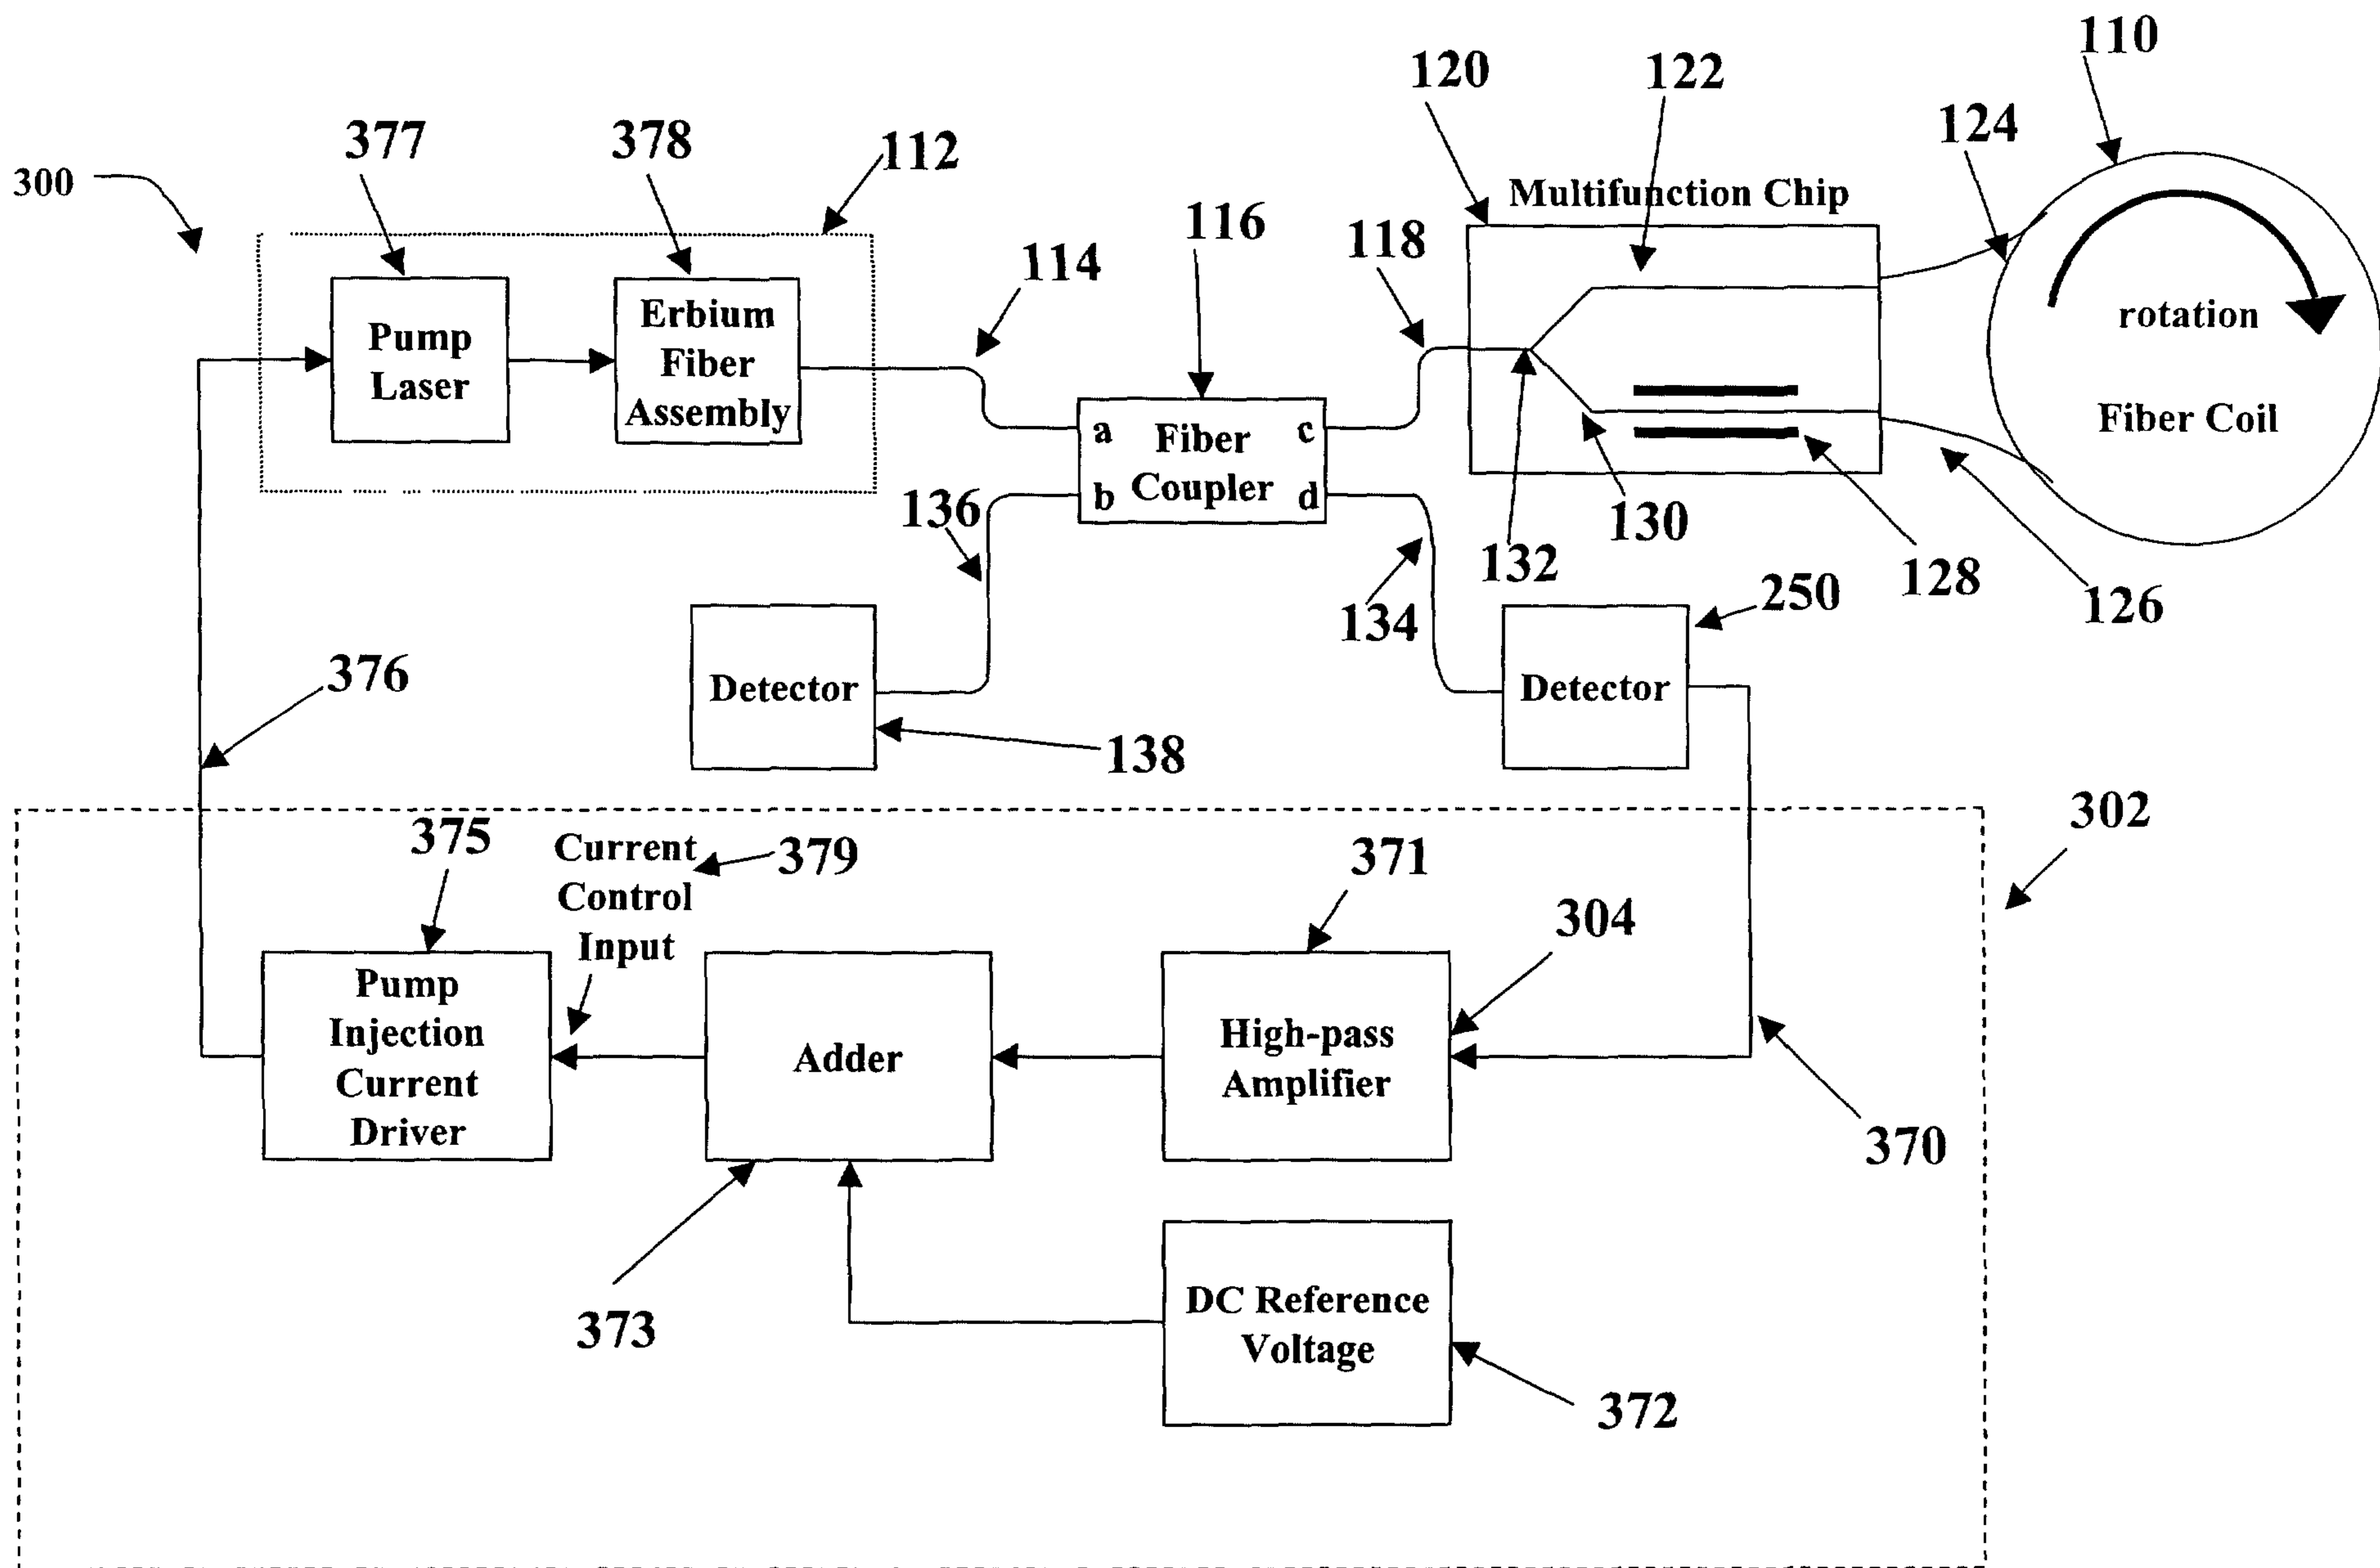 110
120
122
124
377
378
112
300
Multifunction Chip
116
118
114
Pump
Laser
Erbium
Fiber
Assembly
rotation
Fiber Coil
a
Fiber
Coupler
c
b
d
136
130
132
128
126
134
250
376
Detector
Detector
138
302
375
Current
Control
Input
379
371
304
Pump
Injection
Current
Driver
Adder
High-pass
Amplifier
370
373
DC Reference
Voltage
372